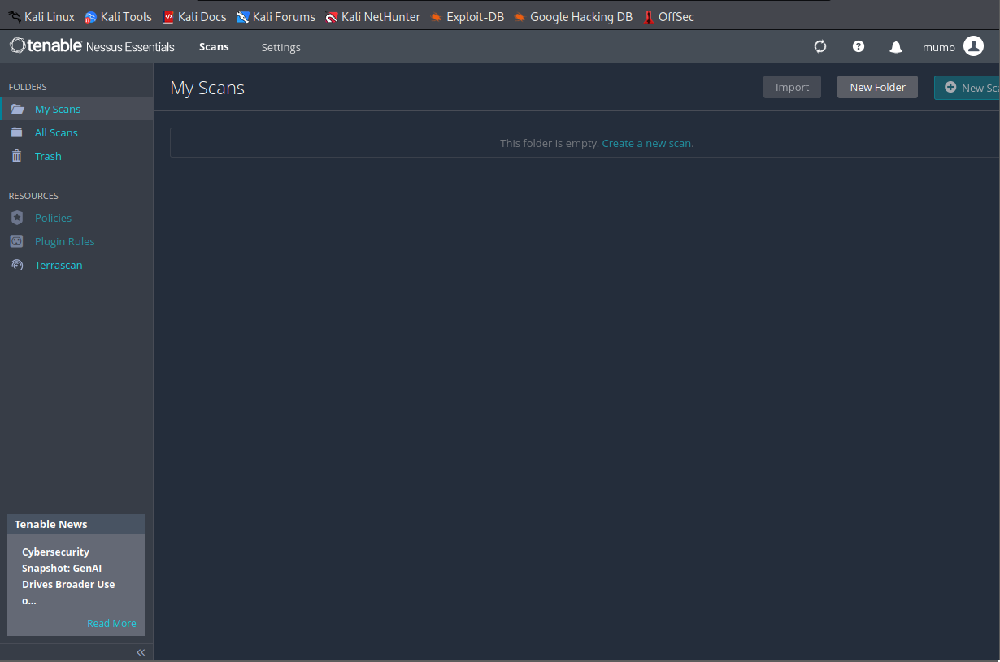 Kali Linux Kali Tools Kali Docs Kali Forums Kali NetHunter Exploit-DB Google Hacking DB OffSec
tenable Nessus Essentials Scans Settings mumo
FOLDERS
My Scans
All Scans
Trash
RESOURCES
Policies
Plugin Rules
Terrascan
Tenable News
Cybersecurity
Snapshot: GenAI
Drives Broader Use
o...
Read More
My Scans Import New Folder New Sca
This folder is empty. Create a new scan.